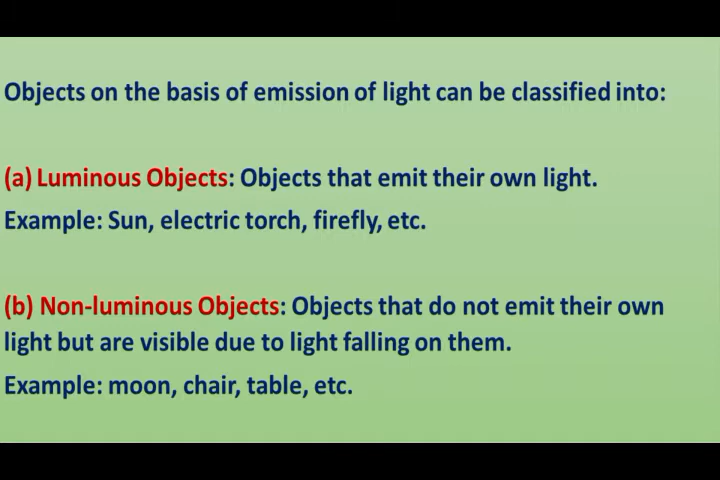 Objects on the basis of emission of light can be classified into:
(a) Luminous Objects: Objects that emit their own light.
Example: Sun, electric torch, firefly, etc.
(b) Non-luminous Objects: Objects that do not emit their own
light but are visible due to light falling on them.
Example: moon, chair, table, etc.